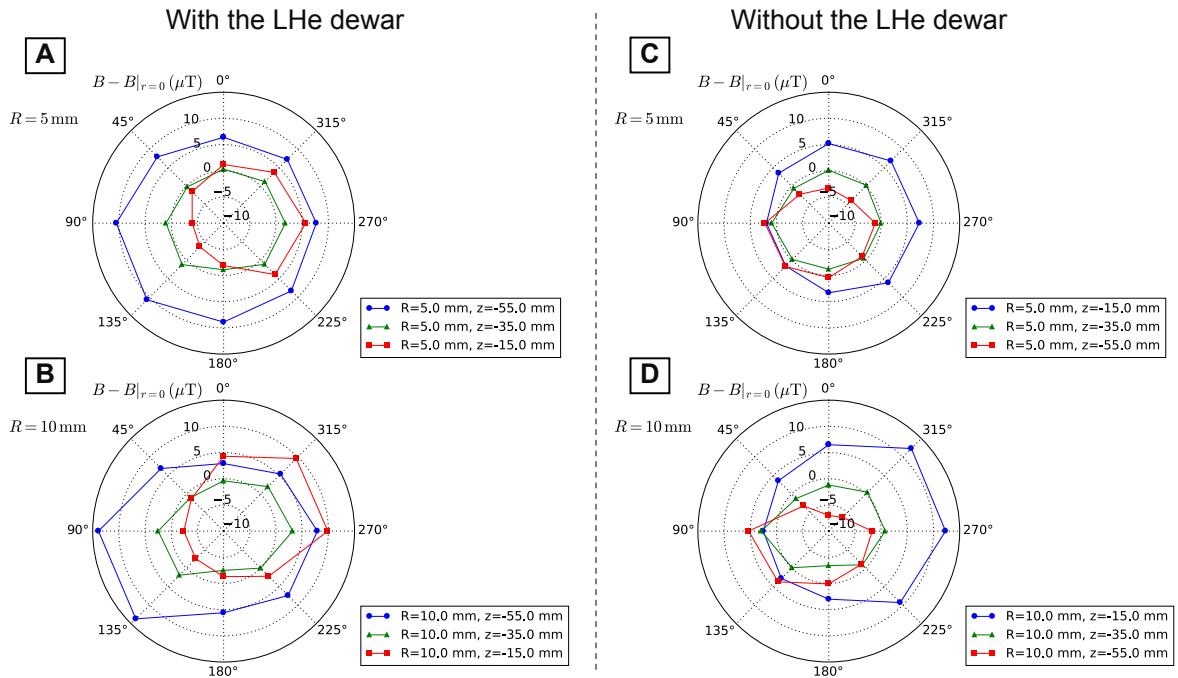 With the LHe dewar
Without the LHe dewar
A
B − B|r=0 (μT)
R = 5 mm
0°
45°
90°
135°
180°
225°
270°
315°
10
5
0
−5
−10
R=5.0 mm, z=-55.0 mm
R=5.0 mm, z=-35.0 mm
R=5.0 mm, z=-15.0 mm
B
B − B|r=0 (μT)
R = 10 mm
0°
45°
90°
135°
180°
225°
270°
315°
10
5
0
−5
−10
R=10.0 mm, z=-55.0 mm
R=10.0 mm, z=-35.0 mm
R=10.0 mm, z=-15.0 mm
C
B − B|r=0 (μT)
R = 5 mm
0°
45°
90°
135°
180°
225°
270°
315°
10
5
0
−5
−10
R=5.0 mm, z=-15.0 mm
R=5.0 mm, z=-35.0 mm
R=5.0 mm, z=-55.0 mm
D
B − B|r=0 (μT)
R = 10 mm
0°
45°
90°
135°
180°
225°
270°
315°
10
5
0
−5
−10
R=10.0 mm, z=-15.0 mm
R=10.0 mm, z=-35.0 mm
R=10.0 mm, z=-55.0 mm